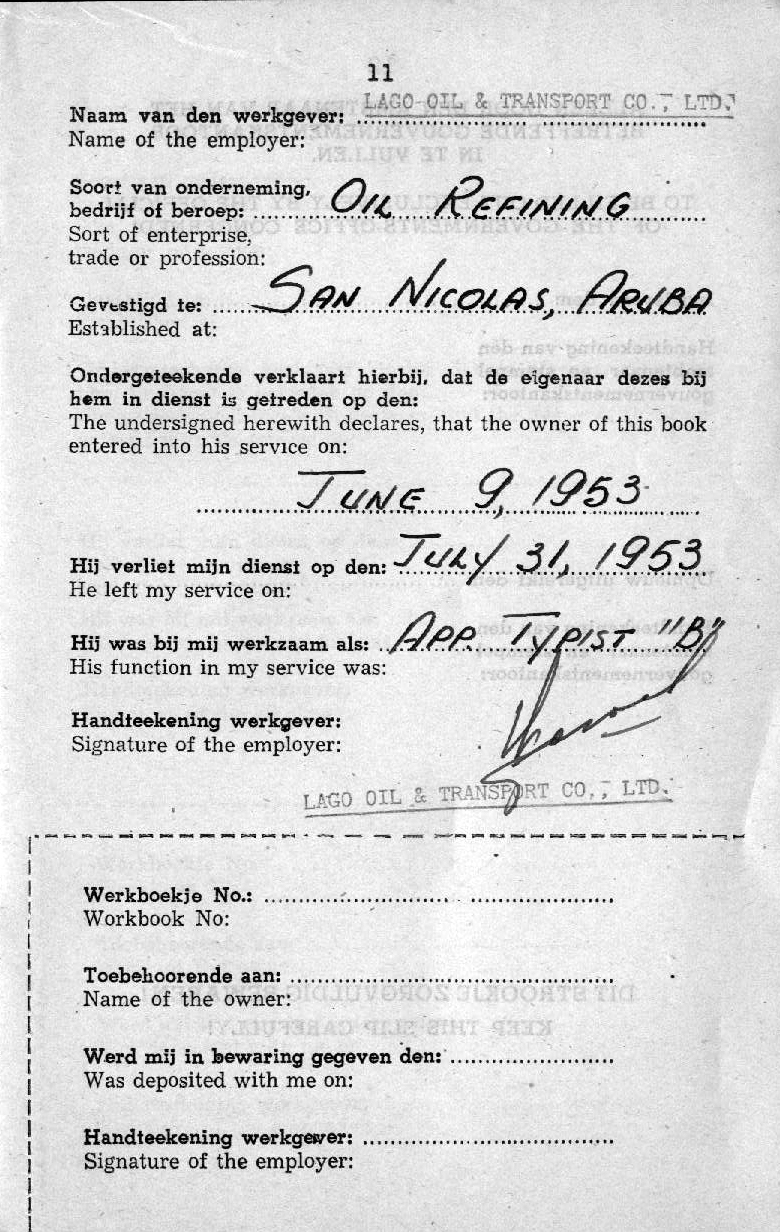 11
Naam van den werkgever: LAGO OIL & TRANSPORT CO., LTD.
Name of the employer:
Soort van onderneming,
bedrijf of beroep: OIL REFINING
Sort of enterprise,
trade or profession:
Gevestigd te: SAN NICOLAS, ARUBA
Established at:
Ondergeteekende verklaart hierbij, dat de eigenaar dezes bij
hem in dienst is getreden op den:
The undersigned herewith declares, that the owner of this book
entered into his service on:
JUNE 9, 1953
Hij verliet mijn dienst op den: JULY 31, 1953
He left my service on:
Hij was bij mij werkzaam als: APP. TYPIST "B"
His function in my service was:
Handteekening werkgever:
Signature of the employer:
LAGO OIL & TRANSPORT CO., LTD.
Werkboekje No.:
Workbook No:
Toebehoorende aan:
Name of the owner:
Werd mij in bewaring gegeven den:
Was deposited with me on:
Handteekening werkgever:
Signature of the employer: